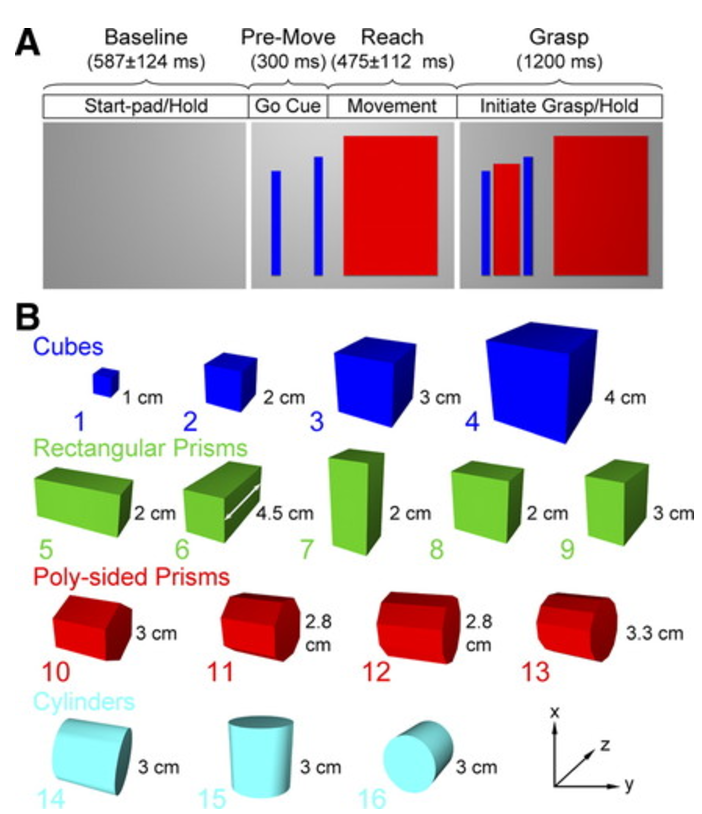 A
Baseline Pre-Move Reach Grasp
(587±124 ms) (300 ms) (475±112 ms) (1200 ms)
Start-pad/Hold Go Cue Movement Initiate Grasp/Hold
B
Cubes
1 cm 2 cm 3 cm 4 cm
1 2 3 4
Rectangular Prisms
2 cm 4.5 cm 2 cm 2 cm 3 cm
5 6 7 8 9
Poly-sided Prisms
3 cm 2.8 cm 2.8 cm 3.3 cm
10 11 12 13
Cylinders
3 cm 3 cm 3 cm
14 15 16
x
z
y